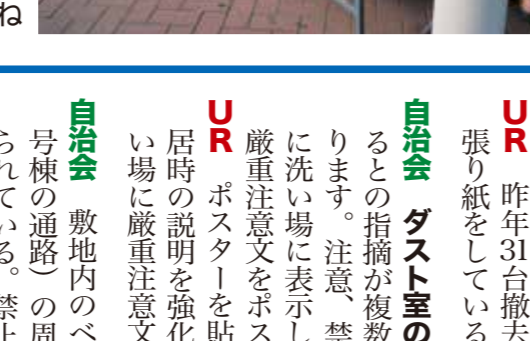 ね
UR 昨年31台撤去
張り紙をしている
自治会 ダスト室の
るとの指摘が複数
ります。注意、禁
に洗い場に表示し
厳重注意文をポス
UR ポスターを貼
居時の説明を強化
い場に厳重注意文
自治会 敷地内のベ
号棟の通路）の周
られている。禁止